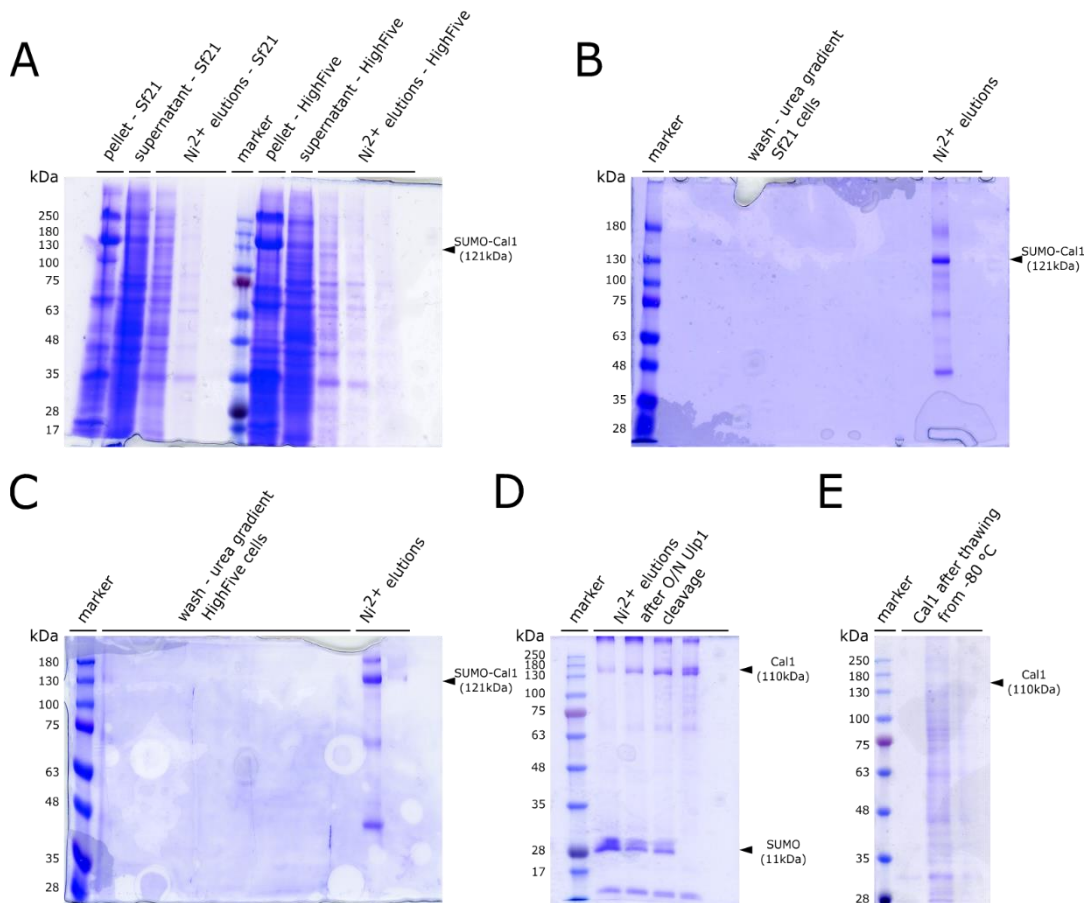 A
pellet - Sf21
supernatant - Sf21
Ni2+ elutions - Sf21
marker
pellet - HighFive
supernatant - HighFive
Ni2+ elutions - HighFive
kDa
250
180
130
100
75
63
48
35
28
17
SUMO-Cal1
(121kDa)
B
marker
wash - urea gradient
Sf21 cells
Ni2+ elutions
kDa
180
130
100
75
63
48
35
28
SUMO-Cal1
(121kDa)
C
marker
wash - urea gradient
HighFive cells
Ni2+ elutions
kDa
180
130
100
75
63
48
35
28
SUMO-Cal1
(121kDa)
D
marker
Ni2+ elutions
after O/N Ulp1
cleavage
kDa
250
180
130
100
75
63
48
35
28
17
Cal1
(110kDa)
SUMO
(11kDa)
E
marker
Cal1 after thawing
from -80 °C
kDa
250
180
130
100
75
63
48
35
28
Cal1
(110kDa)